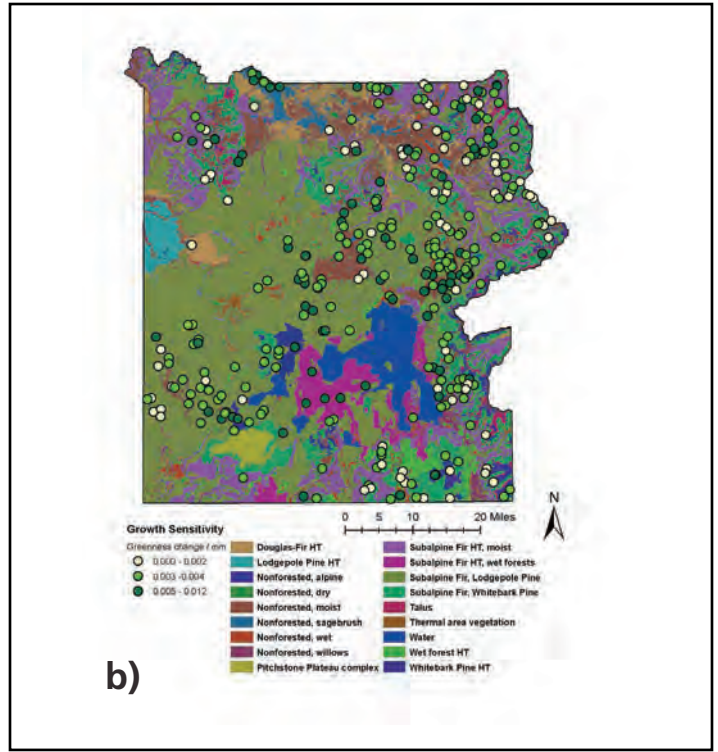 N
0 5 10 20 Miles
Growth Sensitivity
Greenness change / mm
0.000 - 0.002
0.003 -0.004
0.005 - 0.012
Douglas-Fir HT
Lodgepole Pine HT
Nonforested, alpine
Nonforested, dry
Nonforested, moist
Nonforested, sagebrush
Nonforested, wet
Nonforested, willows
Pitchstone Plateau complex
Subalpine Fir HT, moist
Subalpine Fir HT, wet forests
Subalpine Fir, Lodgepole Pine
Subalpine Fir, Whitebark Pine
Talus
Thermal area vegetation
Water
Wet forest HT
Whitebark Pine HT
b)